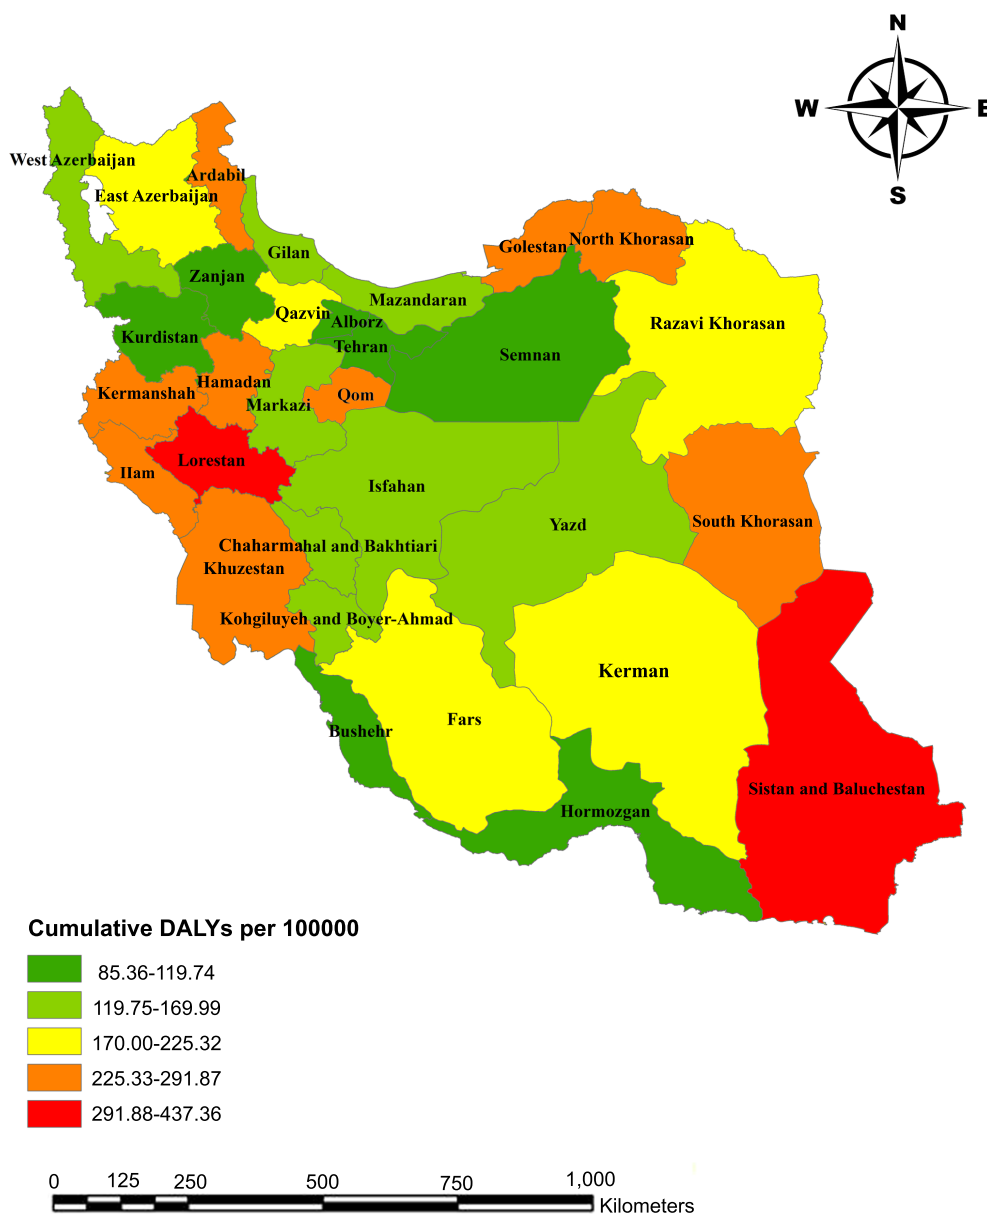 N
W
E
S
West Azerbaijan
Ardabil
East Azerbaijan
Golestan
North Khorasan
Gilan
Zanjan
Mazandaran
Qazvin
Alborz
Razavi Khorasan
Kurdistan
Tehran
Semnan
Hamadan
Kermanshah
Qom
Markazi
Lorestan
Ilam
Isfahan
South Khorasan
Yazd
Chaharmahal and Bakhtiari
Khuzestan
Kohgiluyeh and Boyer-Ahmad
Kerman
Fars
Bushehr
Sistan and Baluchestan
Hormozgan
Cumulative DALYs per 100000
85.36-119.74
119.75-169.99
170.00-225.32
225.33-291.87
291.88-437.36
0 125 250 500 750 1,000
Kilometers